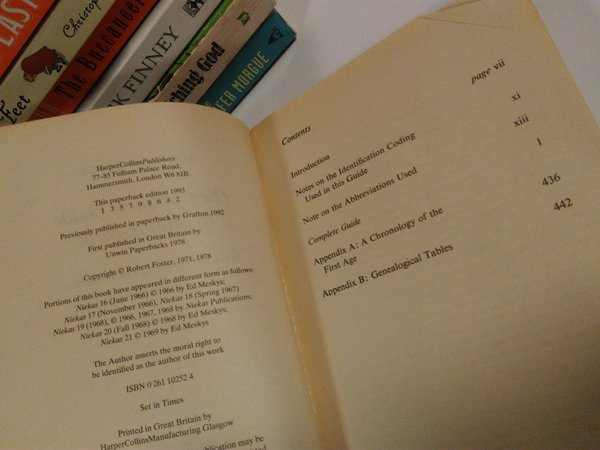 EAST
Feet
Christop
The Buccaneer
K FINNEY
ching God
FER MORGUE
HarperCollinsPublishers
77–85 Fulham Palace Road,
Hammersmith, London W6 8JB
This paperback edition 1993
1 3 5 7 9 8 6 4 2
Previously published in paperback by Grafton 1992
First published in Great Britain by
Unwin Paperbacks 1978
Copyright © Robert Foster, 1971, 1978
Portions of this book have appeared in different form as follows:
Niekas 16 (June 1966) © 1966 by Ed Meskys;
Niekas 17 (November 1966), Niekas 18 (Spring 1967)
Niekas 19 (1968), © 1966, 1967, 1968 by Niekas Publications;
Niekas 20 (Fall 1968) © 1968 by Ed Meskys;
Niekas 21 © 1969 by Ed Meskys
The Author asserts the moral right to
be identified as the author of this work
ISBN 0 261 10252 4
Set in Times
Printed in Great Britain by
HarperCollinsManufacturing Glasgow
publication may be
Contents
Introduction page vii
Notes on the Identification Coding
Used in this Guide xi
Note on the Abbreviations Used xiii
Complete Guide 1
Appendix A: A Chronology of the
First Age 436
Appendix B: Genealogical Tables 442